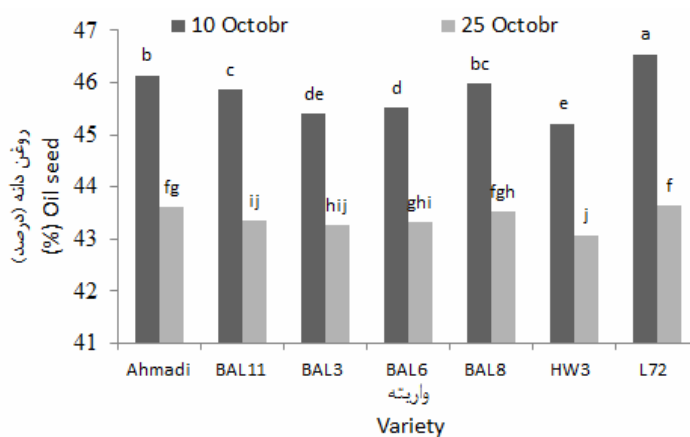 10 Octobr 25 Octobr
47
46
45
44
43
42
41
روغن دانه (درصد)
(%) Oil seed
b c de d bc e a
fg ij hij ghi fgh j f
Ahmadi BAL11 BAL3 BAL6 BAL8 HW3 L72
واریته
Variety